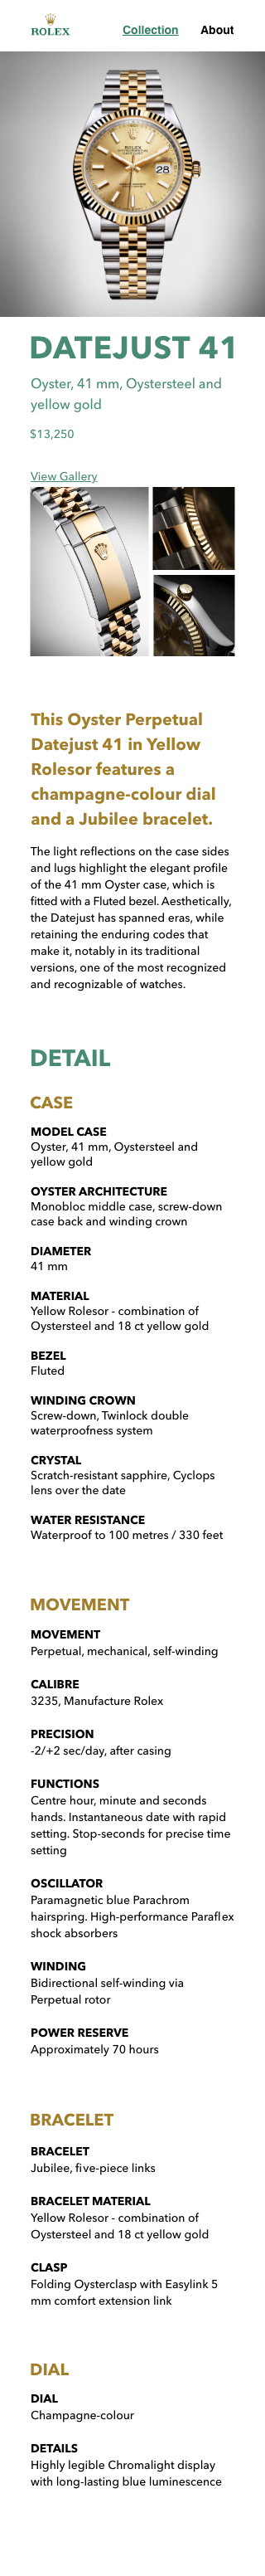 ROLEX
Collection
About
ROLEX
28
DATEJUST 41
Oyster, 41 mm, Oystersteel and
yellow gold
$13,250
View Gallery
This Oyster Perpetual
Datejust 41 in Yellow
Rolesor features a
champagne-colour dial
and a Jubilee bracelet.
The light reflections on the case sides
and lugs highlight the elegant profile
of the 41 mm Oyster case, which is
fitted with a Fluted bezel. Aesthetically,
the Datejust has spanned eras, while
retaining the enduring codes that
make it, notably in its traditional
versions, one of the most recognized
and recognizable of watches.
DETAIL
CASE
MODEL CASE
Oyster, 41 mm, Oystersteel and
yellow gold
OYSTER ARCHITECTURE
Monobloc middle case, screw-down
case back and winding crown
DIAMETER
41 mm
MATERIAL
Yellow Rolesor - combination of
Oystersteel and 18 ct yellow gold
BEZEL
Fluted
WINDING CROWN
Screw-down, Twinlock double
waterproofness system
CRYSTAL
Scratch-resistant sapphire, Cyclops
lens over the date
WATER RESISTANCE
Waterproof to 100 metres / 330 feet
MOVEMENT
MOVEMENT
Perpetual, mechanical, self-winding
CALIBRE
3235, Manufacture Rolex
PRECISION
-2/+2 sec/day, after casing
FUNCTIONS
Centre hour, minute and seconds
hands. Instantaneous date with rapid
setting. Stop-seconds for precise time
setting
OSCILLATOR
Paramagnetic blue Parachrom
hairspring. High-performance Paraflex
shock absorbers
WINDING
Bidirectional self-winding via
Perpetual rotor
POWER RESERVE
Approximately 70 hours
BRACELET
BRACELET
Jubilee, five-piece links
BRACELET MATERIAL
Yellow Rolesor - combination of
Oystersteel and 18 ct yellow gold
CLASP
Folding Oysterclasp with Easylink 5
mm comfort extension link
DIAL
DIAL
Champagne-colour
DETAILS
Highly legible Chromalight display
with long-lasting blue luminescence